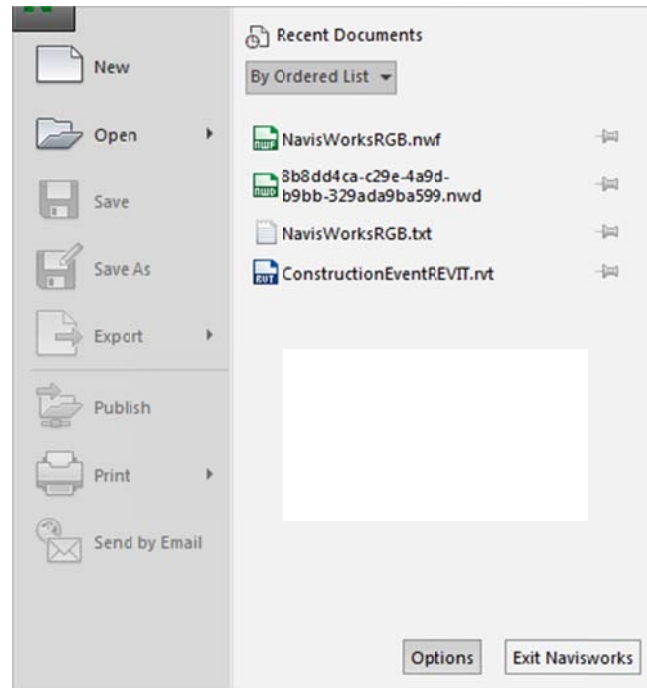 New
Open
Save
Save As
Export
Publish
Print
Send by Email
Recent Documents
By Ordered List
NavisWorksRGB.nwf
8b8dd4ca-c29e-4a9d-
b9bb-329ada9ba599.nwd
NavisWorksRGB.txt
ConstructionEventREVIT.rvt
Options
Exit Navisworks